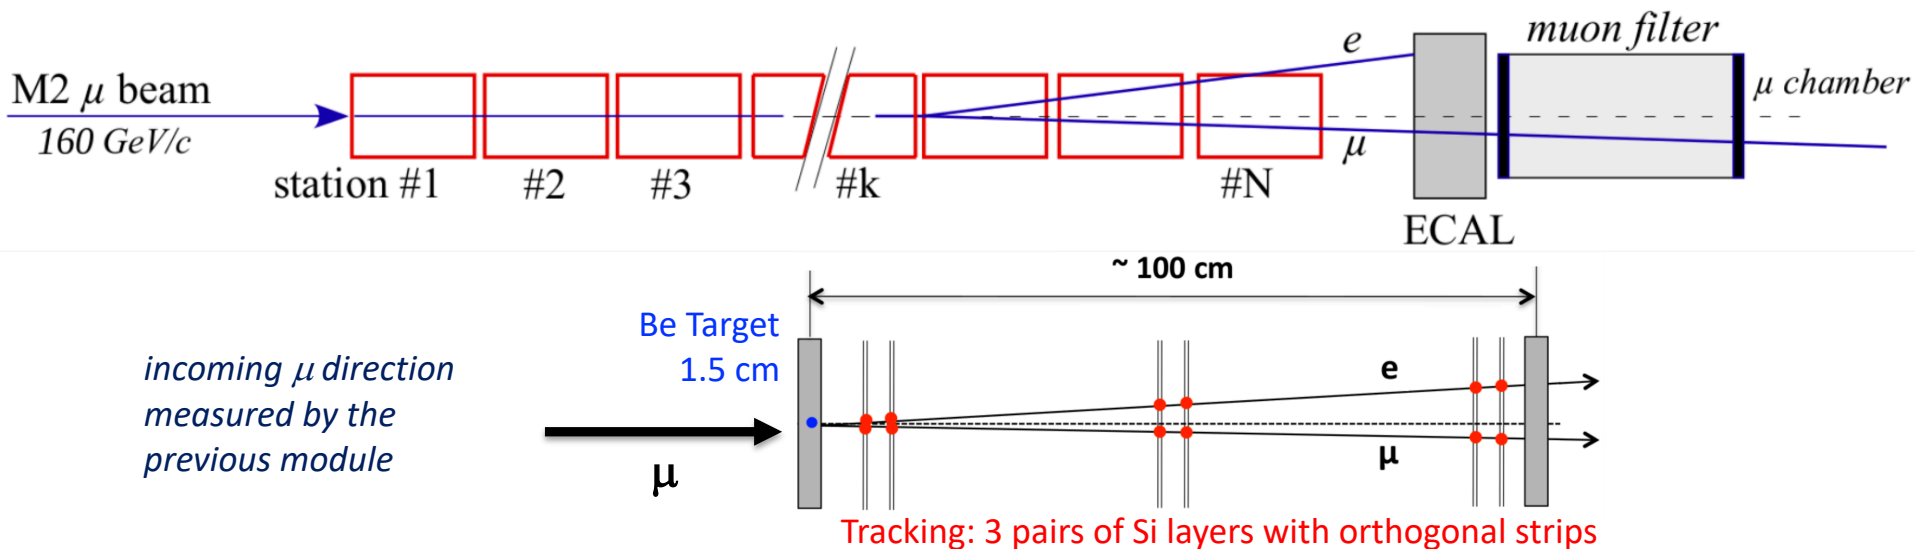 M2 μ beam
160 GeV/c
station #1
#2
#3
#k
#N
e
μ
ECAL
muon filter
μ chamber
~ 100 cm
Be Target
1.5 cm
incoming μ direction
measured by the
previous module
μ
e
μ
Tracking: 3 pairs of Si layers with orthogonal strips